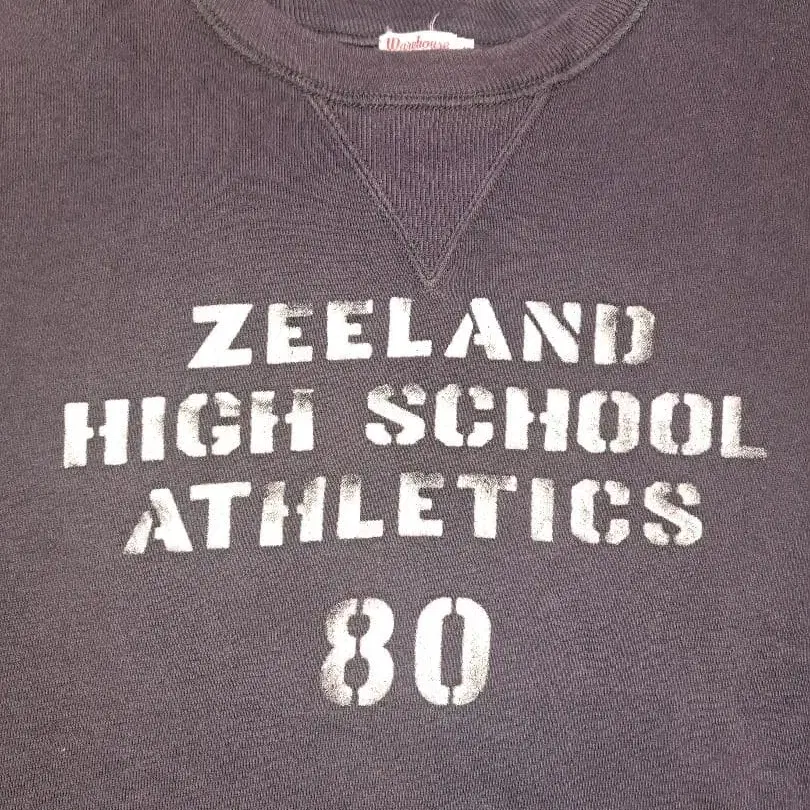 Warehouse
ZEELAND
HIGH SCHOOL
ATHLETICS
80